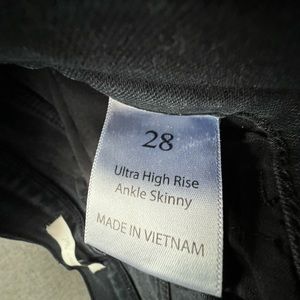 28
Ultra High Rise
Ankle Skinny
MADE IN VIETNAM